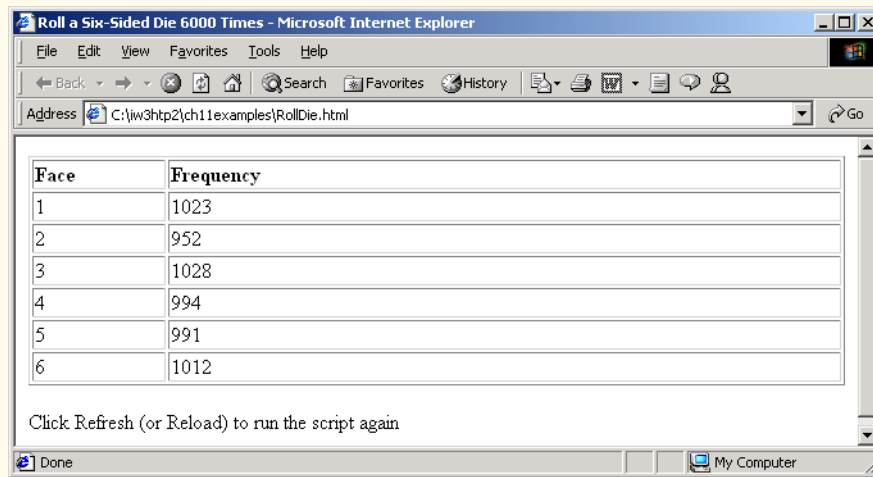 Roll a Six-Sided Die 6000 Times - Microsoft Internet Explorer
File Edit View Favorites Tools Help
Back Search Favorites History
Address C:\iw3htp2\ch11examples\RollDie.html Go
Face Frequency
1 1023
2 952
3 1028
4 994
5 991
6 1012
Click Refresh (or Reload) to run the script again
Done My Computer